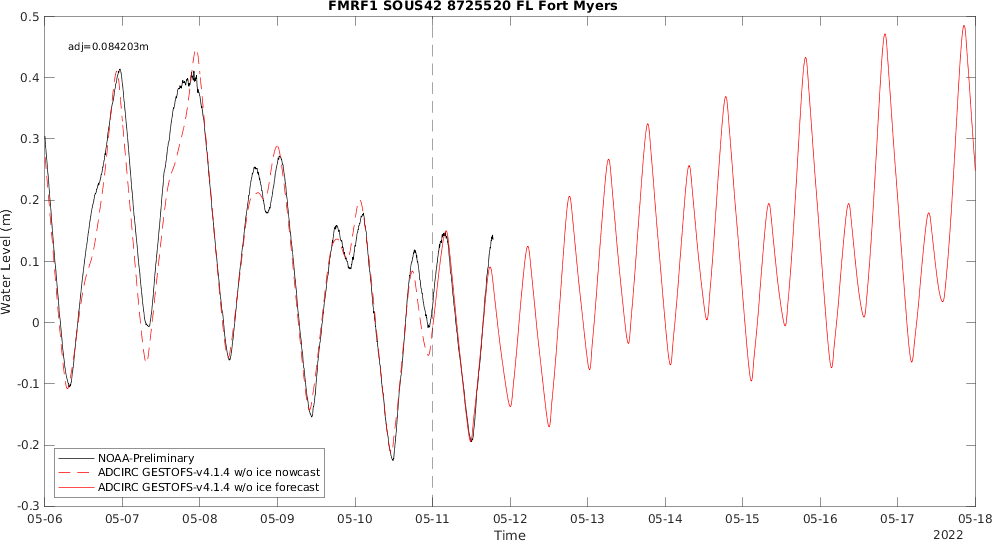 FMRF1 SOUS42 8725520 FL Fort Myers
adj=0.084203m
0.5
0.4
0.3
0.2
0.1
0
-0.1
-0.2
-0.3
Water Level (m)
NOAA-Preliminary
ADCIRC GESTOFS-v4.1.4 w/o ice nowcast
ADCIRC GESTOFS-v4.1.4 w/o ice forecast
05-06 05-07 05-08 05-09 05-10 05-11 05-12 05-13 05-14 05-15 05-16 05-17 05-18
Time
2022